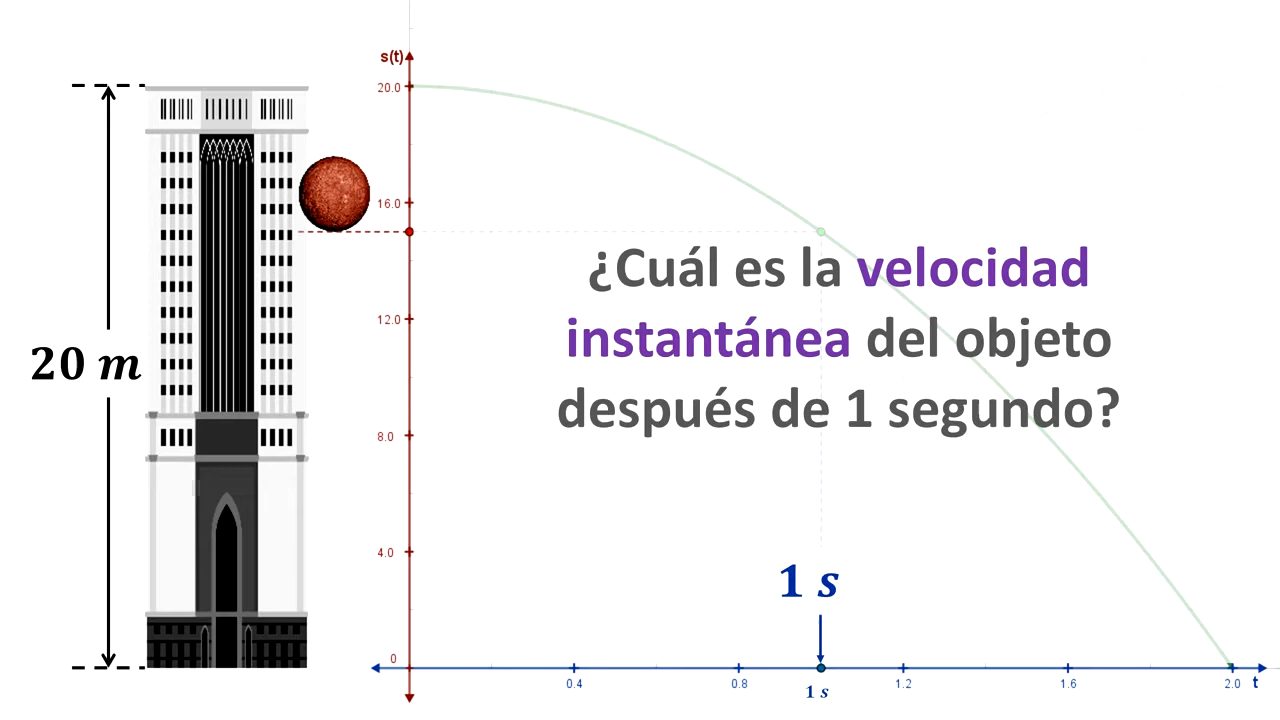 s(t)
20.0
16.0
12.0
8.0
4.0
0
20 m
¿Cuál es la velocidad
instantánea del objeto
después de 1 segundo?
1 s
0.4
0.8
1 s
1.2
1.6
2.0
t